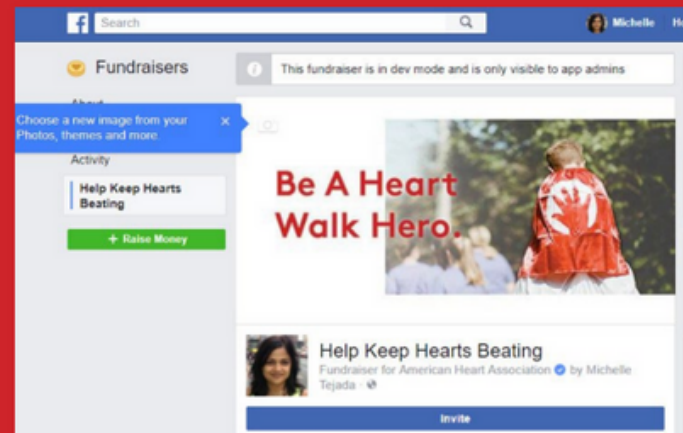 f
Search
Michelle
Fundraisers
This fundraiser is in dev mode and is only visible to app admins
Choose a new image from your
Photos, themes and more.
Activity
Be A Heart
Walk Hero.
Help Keep Hearts
Beating
+ Raise Money
Help Keep Hearts Beating
Fundraiser for American Heart Association by Michelle
Tejada
Invite